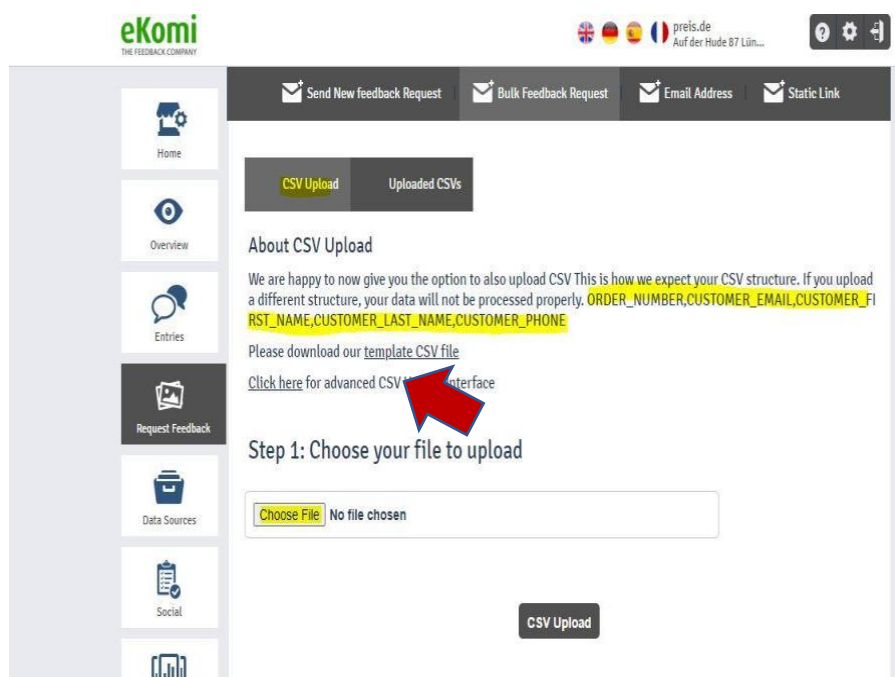 eKomi
THE FEEDBACK COMPANY
preis.de
Auf der Hude 87 Lün...
Send New feedback Request
Bulk Feedback Request
Email Address
Static Link
Home
Overview
Entries
Request Feedback
Data Sources
Social
CSV Upload
Uploaded CSVs
About CSV Upload
We are happy to now give you the option to also upload CSV This is how we expect your CSV structure. If you upload
a different structure, your data will not be processed properly. ORDER_NUMBER,CUSTOMER_EMAIL,CUSTOMER_FI
RST_NAME,CUSTOMER_LAST_NAME,CUSTOMER_PHONE
Please download our template CSV file
Click here for advanced CSV
Step 1: Choose your file to upload
Choose File No file chosen
CSV Upload